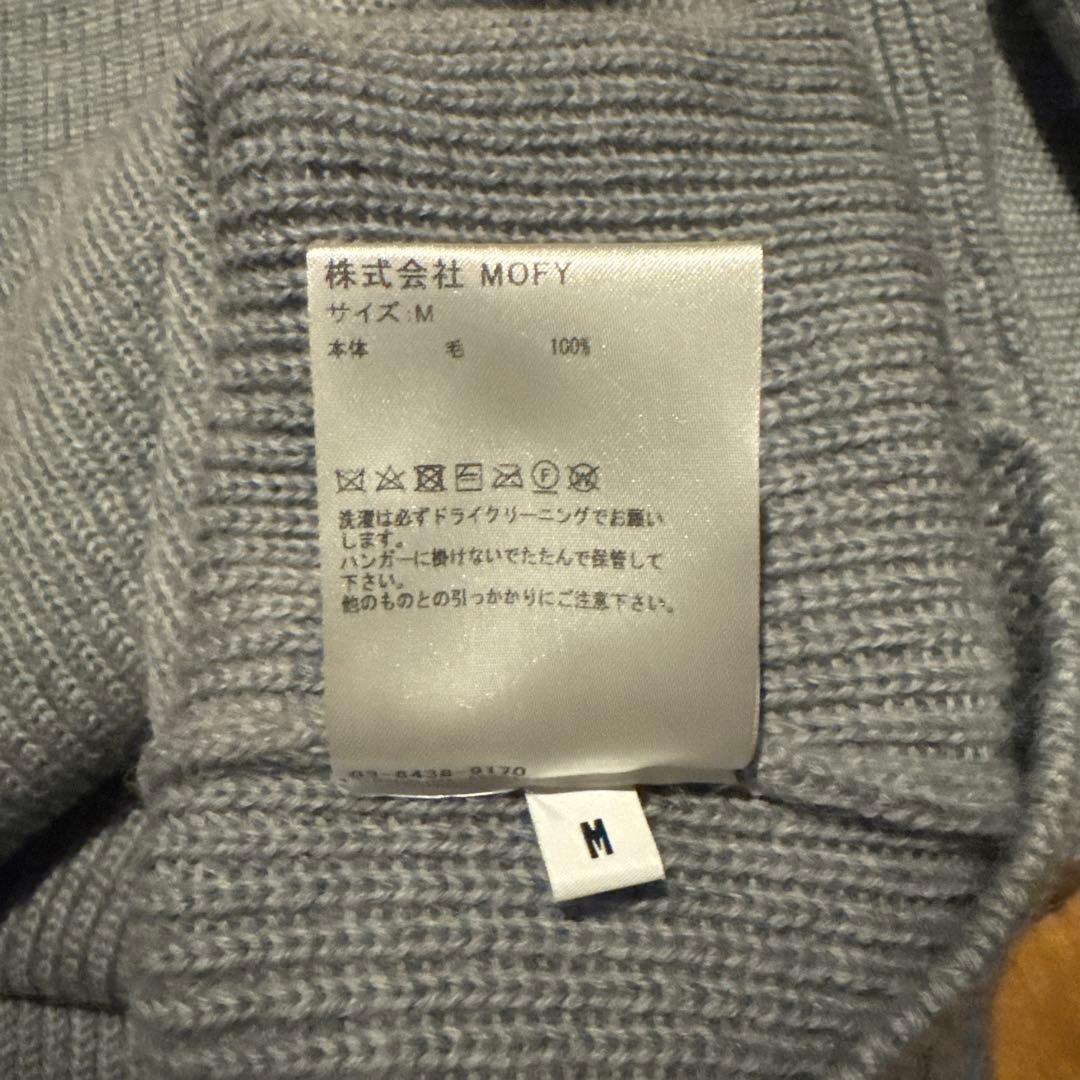 株式会社 MOFY
サイズ:M
本体 毛 100%
F
W
洗濯は必ずドライクリーニングでお願い
します。
ハンガーに掛けないでたたんで保管して
下さい。
他のものとの引っかかりにご注意下さい。
03-6438-9170
M